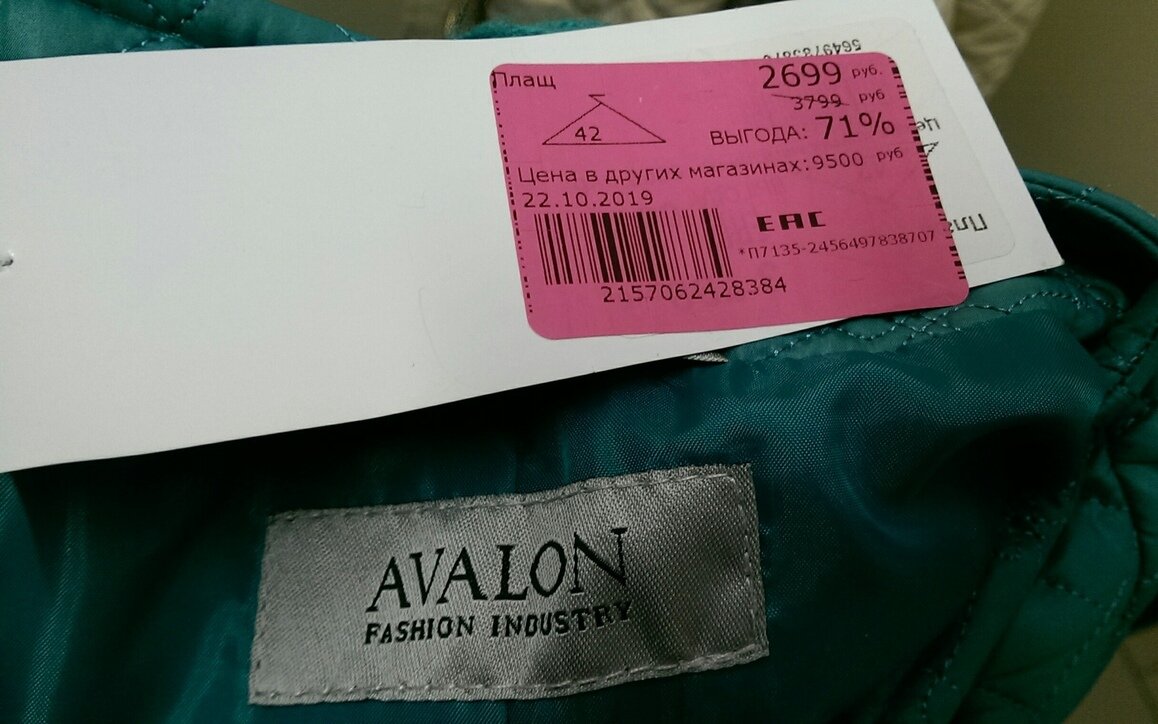 Плащ
2699 руб.
3799 руб
42
ВЫГОДА: 71%
Цена в других магазинах:9500 руб
22.10.2019
ЕАС
*П7135-2456497838707
2157062428384
AVALON
FASHION INDUSTRY